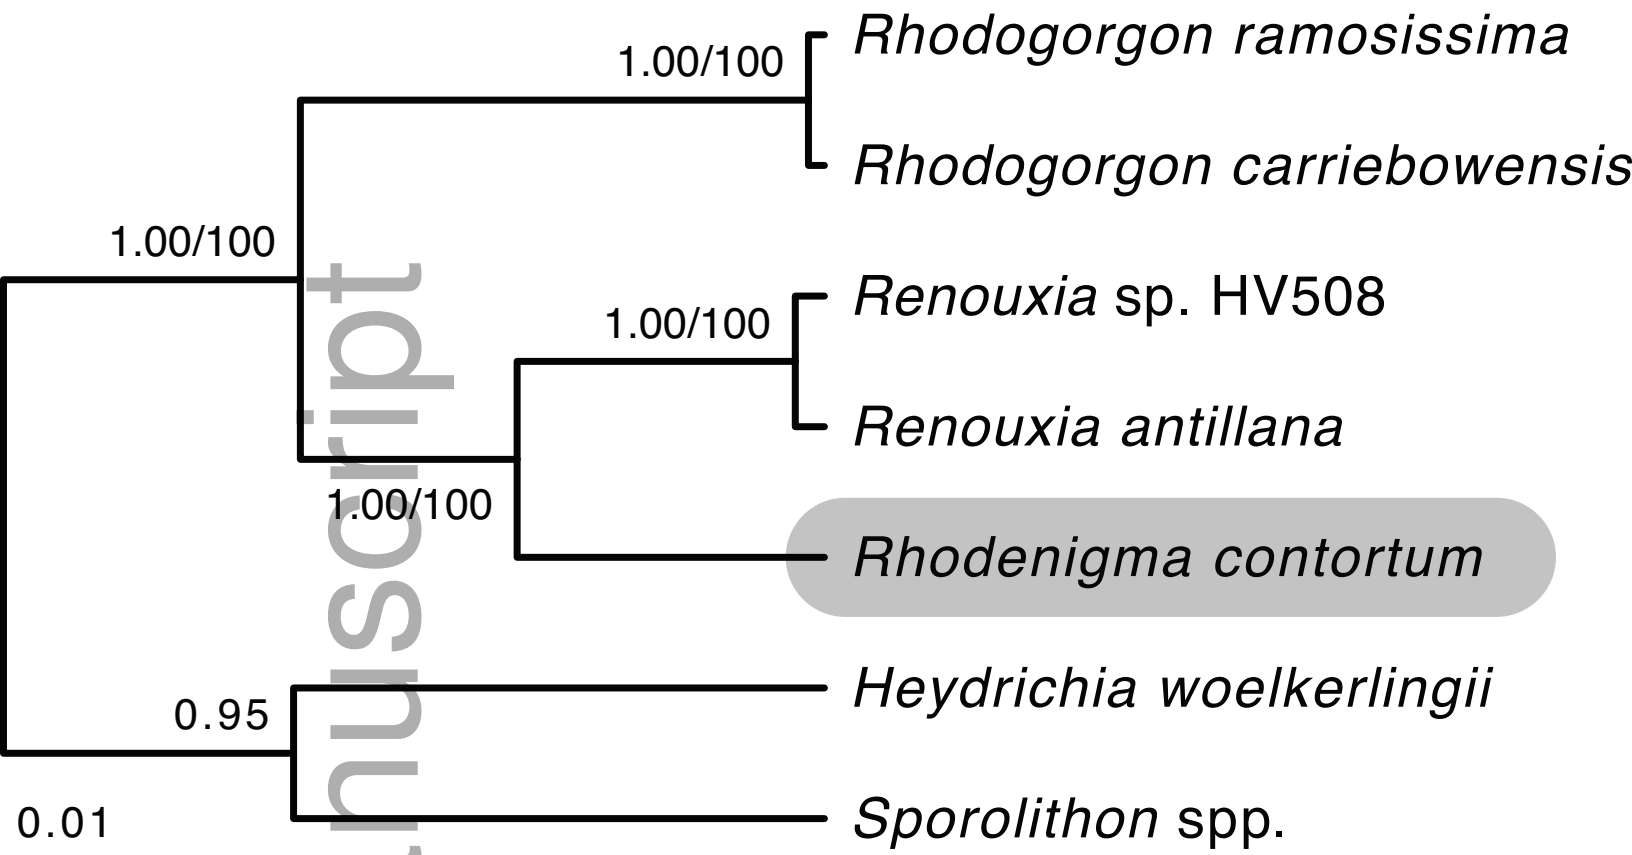 1.00/100
Rhodogorgon ramosissima
Rhodogorgon carriebowensis
1.00/100
1.00/100
Renouxia sp. HV508
Renouxia antillana
1.00/100
Rhodenigma contortum
0.95
Heydrichia woelkerlingii
0.01
Sporolithon spp.
nuscript